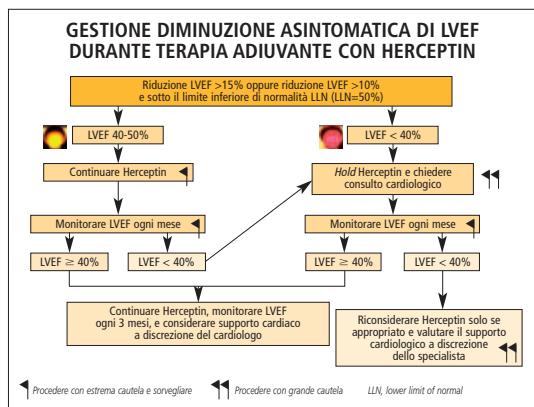 GESTIONE DIMINUZIONE ASINTOMATICA DI LVEF
DURANTE TERAPIA ADIUVANTE CON HERCEPTIN
Riduzione LVEF >15% oppure riduzione LVEF >10%
e sotto il limite inferiore di normalità LLN (LLN=50%)
LVEF 40-50%
LVEF < 40%
Continuare Herceptin
Hold Herceptin e chiedere
consulto cardiologico
Monitorare LVEF ogni mese
Monitorare LVEF ogni mese
LVEF ≥ 40%
LVEF < 40%
LVEF ≥ 40%
LVEF < 40%
Continuare Herceptin, monitorare LVEF
ogni 3 mesi, e considerare supporto cardiaco
a discrezione del cardiologo
Riconsiderare Herceptin solo se
appropriato e valutare il supporto
cardiologico a discrezione
dello specialista
Procedere con estrema cautela e sorvegliare
Procedere con grande cautela
LLN, lower limit of normal